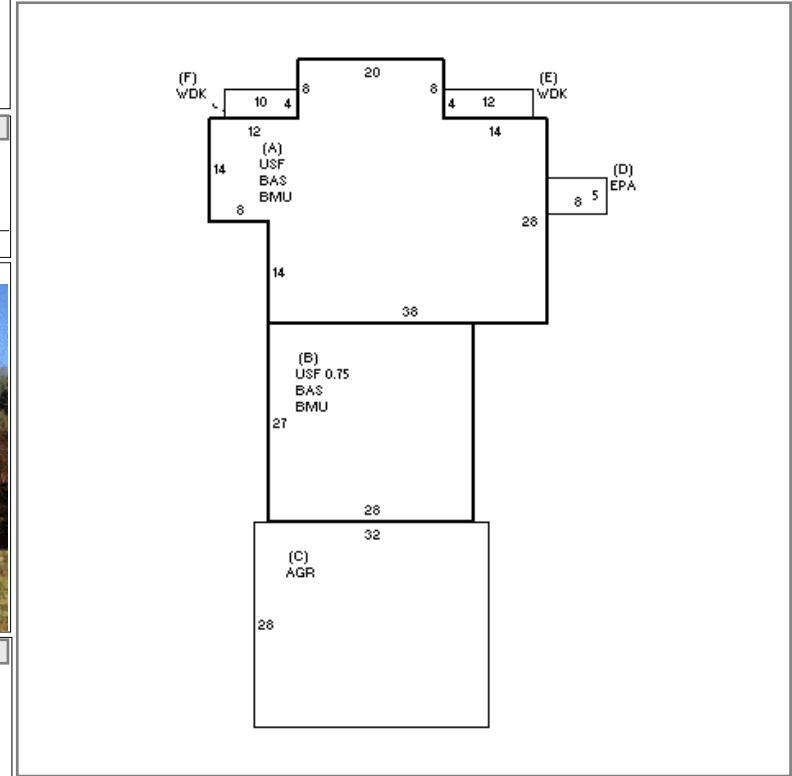 20
(F)
WDK
10 4
8
8
4 12
(E)
WDK
12
14
(A)
USF
BAS
BMU
14
8
(D)
EPA
8 5
28
14
38
(B)
USF 0.75
BAS
BMU
27
28
32
(C)
AGR
28